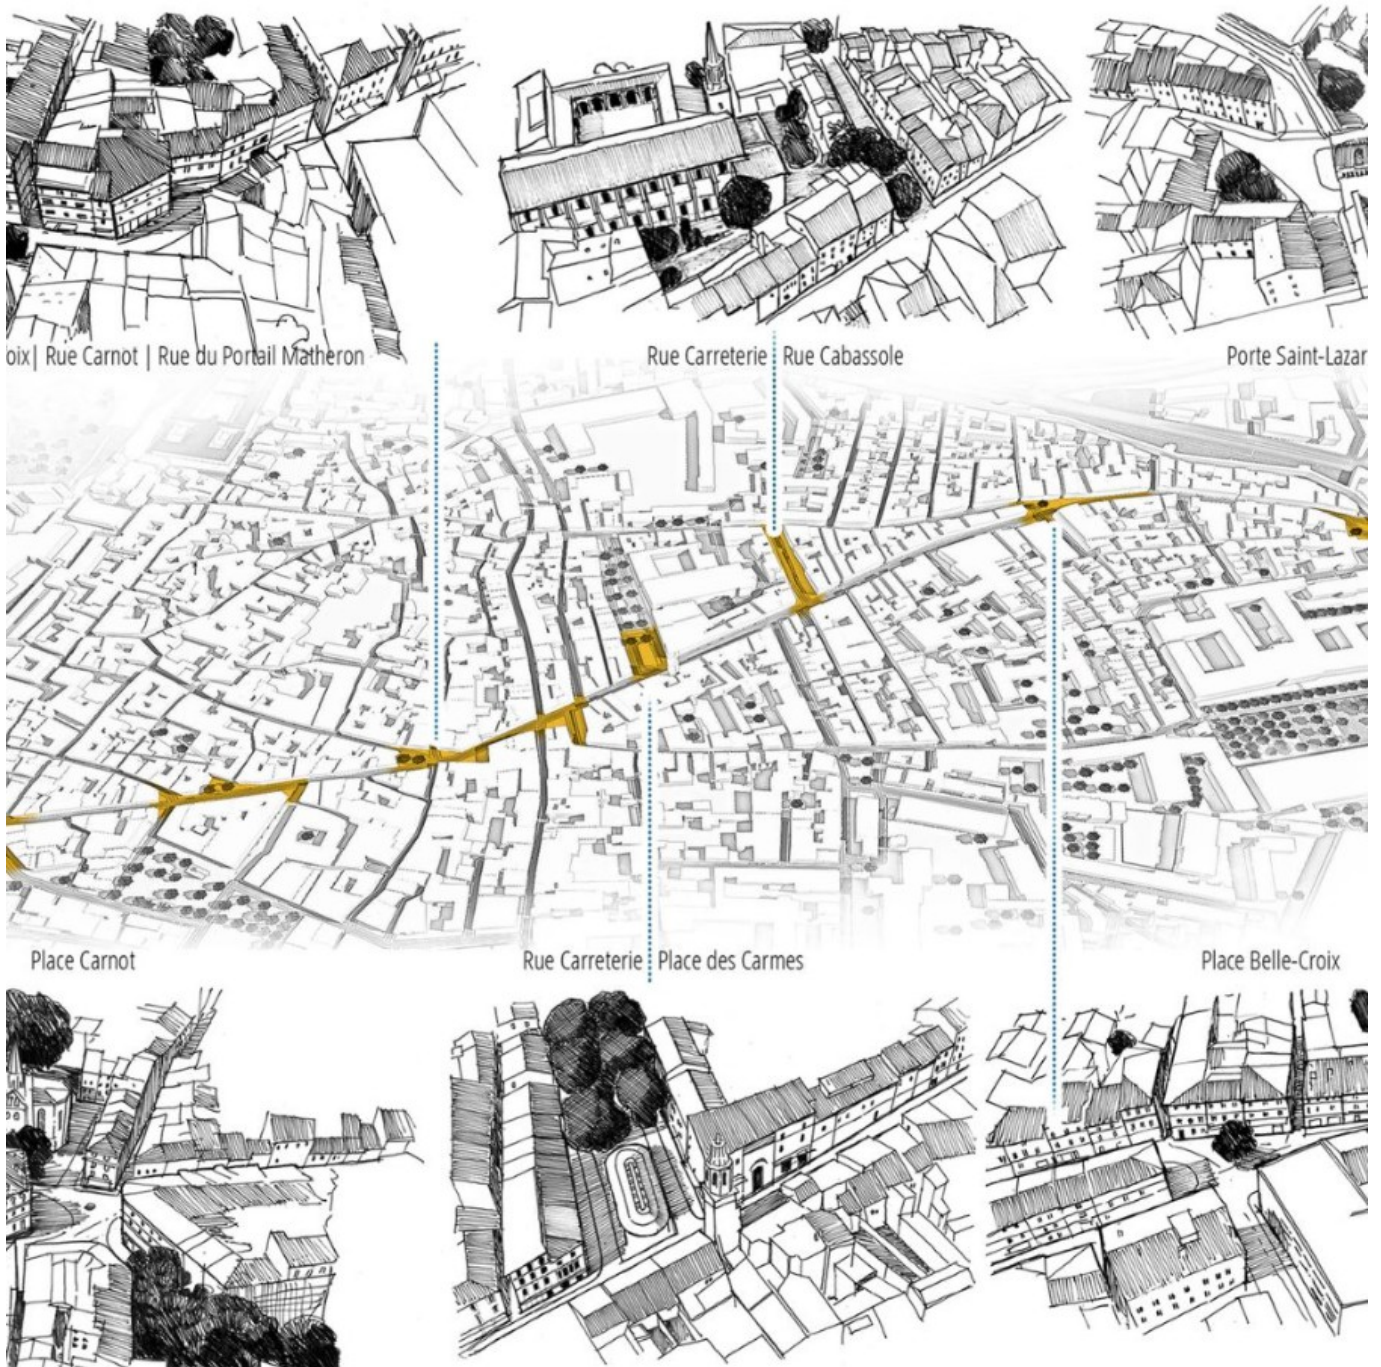 oix| Rue Carnot | Rue du Portail Matheron
Rue Carreterie | Rue Cabassole
Porte Saint-Lazar
Place Carnot
Rue Carreterie | Place des Carmes
Place Belle-Croix